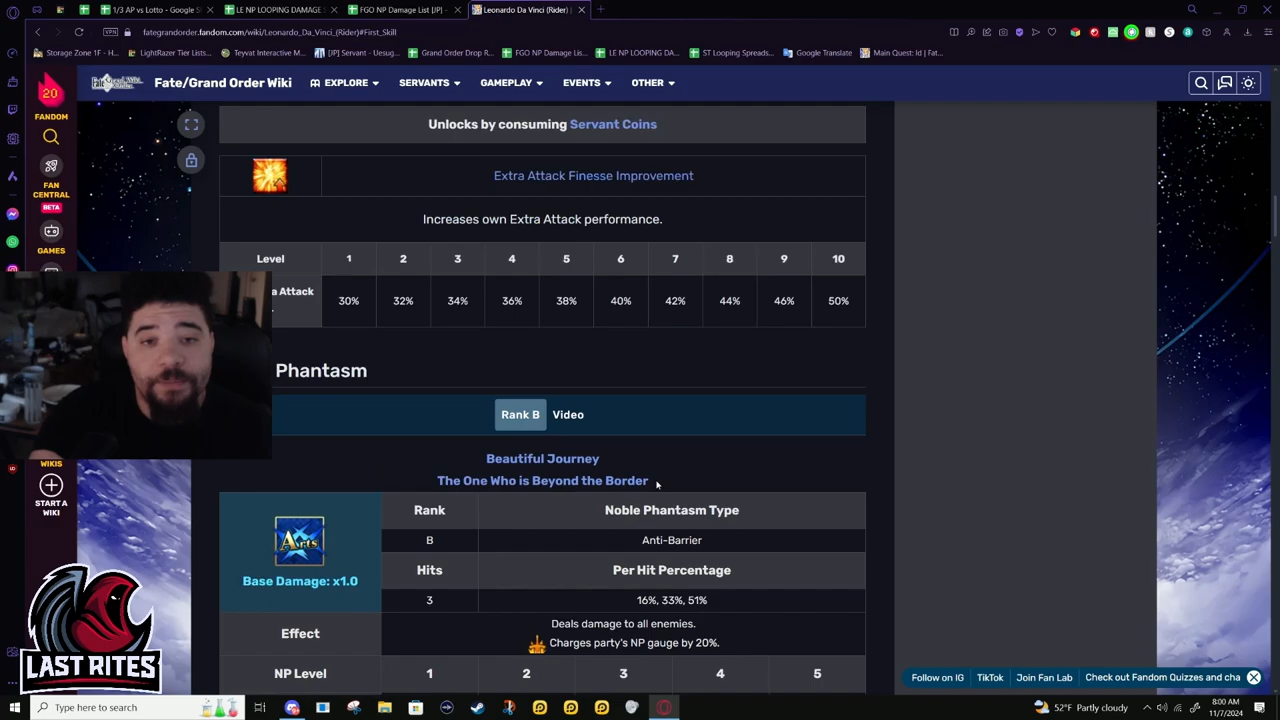 1/3 AP vs Lotto - Google S
LE NP LOOPING DAMAGE
FGO NP Damage List [JP]
Leonardo Da Vinci (Rider) |
VPN
fategrandorder.fandom.com/wiki/Leonardo_Da_Vinci_(Rider)#First_Skill
Storage Zone 1F - H...
LightRazer Tier Lists...
Teyvat Interactive M...
[JP] Servant - Uesug...
Grand Order Drop R...
FGO NP Damage Lis...
LE NP LOOPING DA...
ST Looping Spreads...
Google Translate
Main Quest: Id | Fat...
20
FANDOM
FAN
CENTRAL
BETA
GAMES
WIKIS
START A
WIKI
Fate/Grand Order Wiki
EXPLORE
SERVANTS
GAMEPLAY
EVENTS
OTHER
Unlocks by consuming Servant Coins
Extra Attack Finesse Improvement
Increases own Extra Attack performance.
Level 1 2 3 4 5 6 7 8 9 10
a Attack
30% 32% 34% 36% 38% 40% 42% 44% 46% 50%
Phantasm
Rank B Video
Beautiful Journey
The One Who is Beyond the Border
Arts
Base Damage: x1.0
Rank Noble Phantasm Type
B Anti-Barrier
Hits Per Hit Percentage
3 16%, 33%, 51%
Effect
Deals damage to all enemies.
Charges party's NP gauge by 20%.
NP Level 1 2 3 4 5
LAST RITES
Follow on IG TikTok Join Fan Lab Check out Fandom Quizzes and cha
Type here to search
52°F Partly cloudy
8:00 AM
11/7/2024